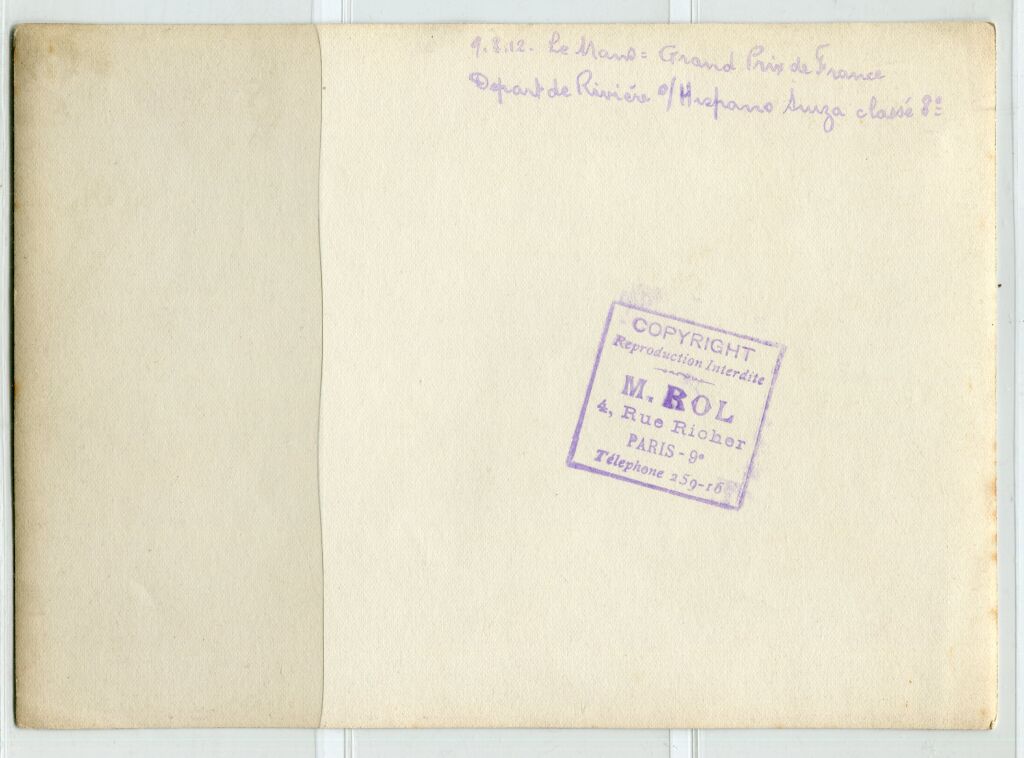 9.8.12. Le Mans = Grand Prix de France
Depart de Rivière s/ Hispano Suiza classé 8e
COPYRIGHT
Reproduction Interdite
M. ROL
4, Rue Richer
PARIS - 9e
Téléphone 259-16